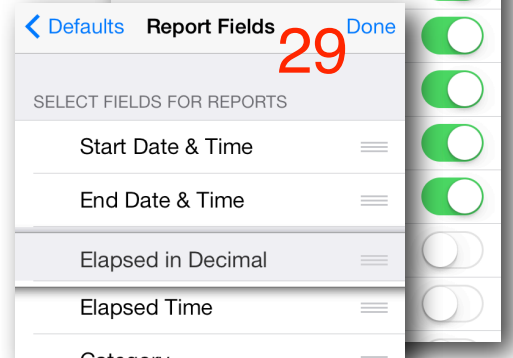 Defaults Report Fields Done
29
SELECT FIELDS FOR REPORTS
Start Date & Time
End Date & Time
Elapsed in Decimal
Elapsed Time
Category